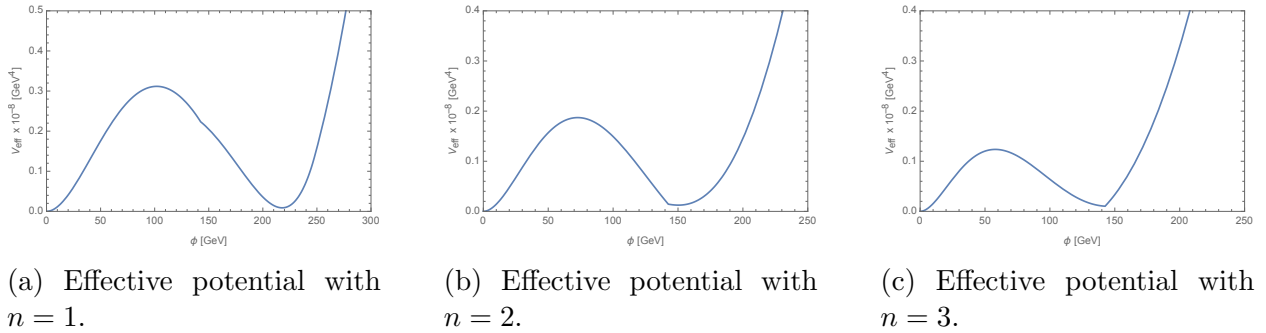 0.5
0.4
0.3
0.2
0.1
0.0
V_eff x 10^-8 [GeV^4]
0 50 100 150 200 250 300
ϕ [GeV]
0.4
0.3
0.2
0.1
0.0
V_eff x 10^-8 [GeV^4]
0 50 100 150 200 250
ϕ [GeV]
0.4
0.3
0.2
0.1
0.0
V_eff x 10^-8 [GeV^4]
0 50 100 150 200 250
ϕ [GeV]
(a) Effective potential with
n = 1.
(b) Effective potential with
n = 2.
(c) Effective potential with
n = 3.